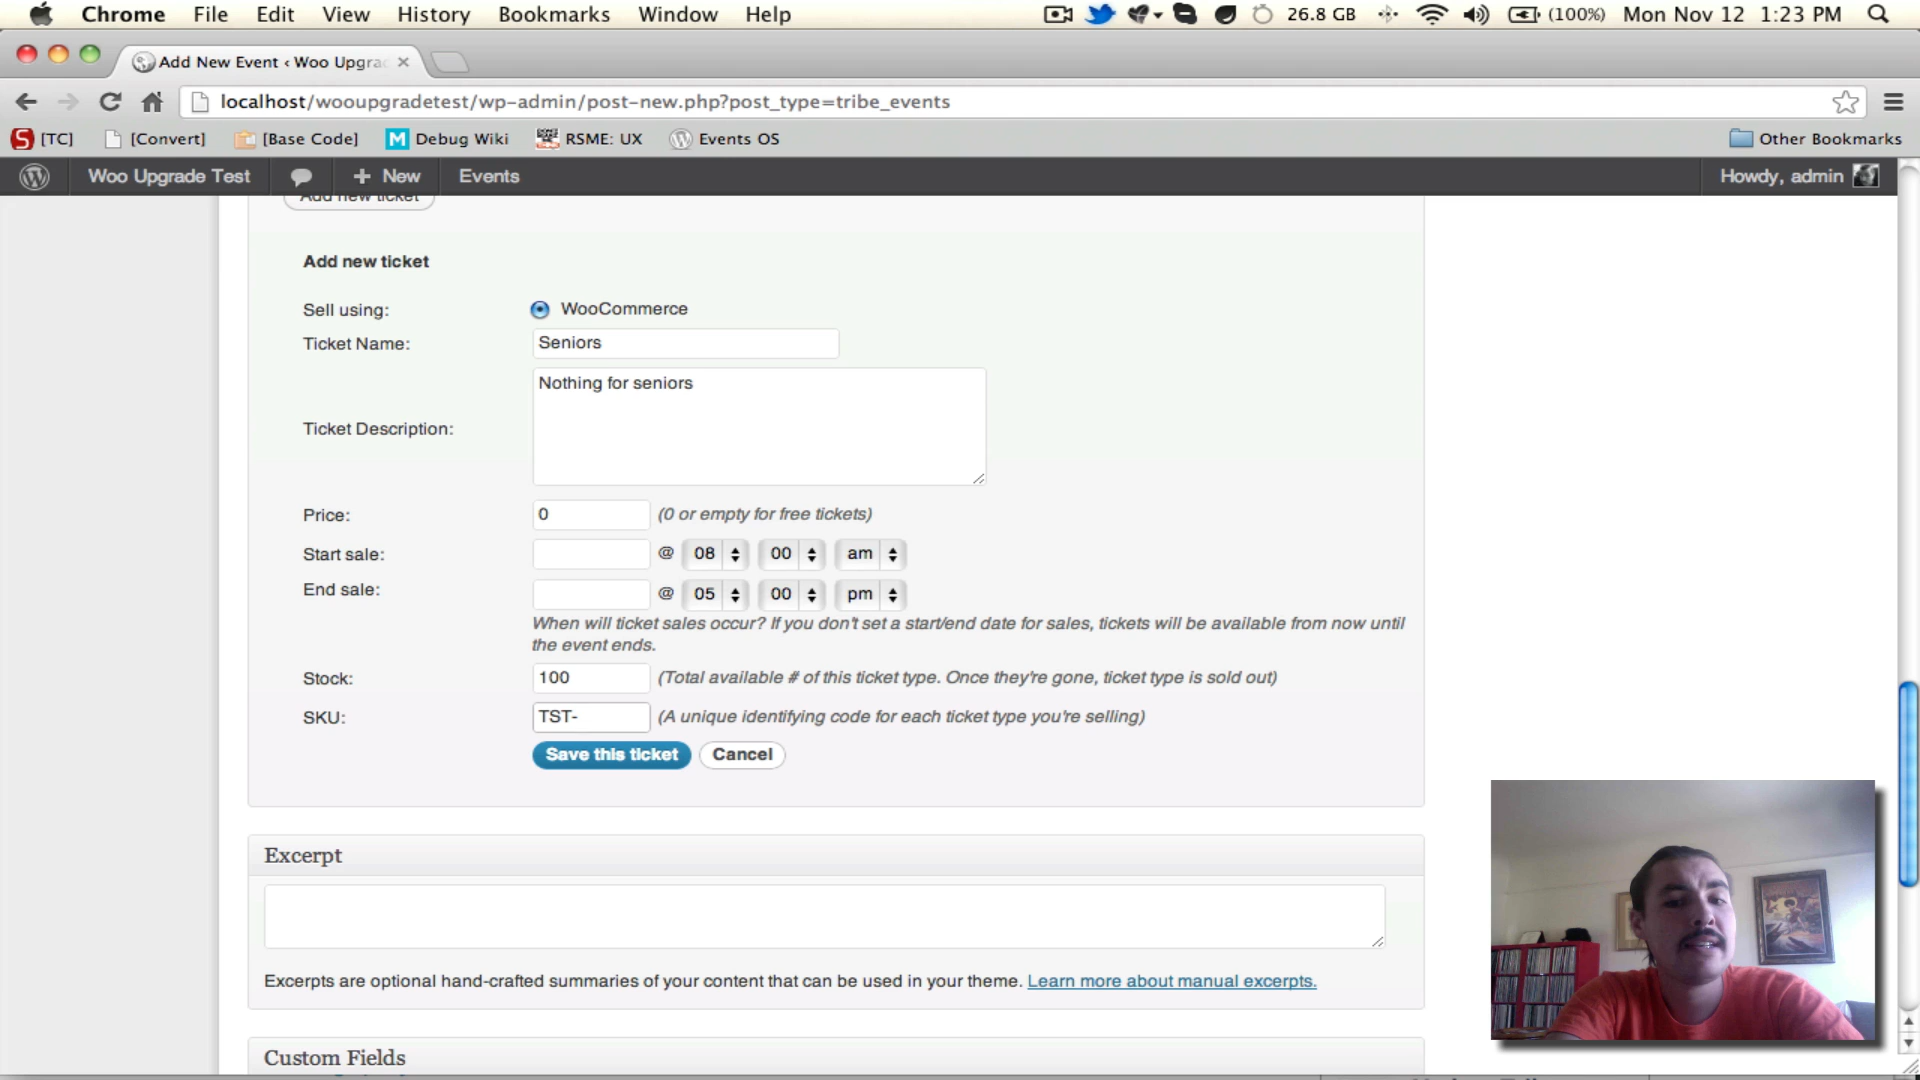 Chrome File Edit View History Bookmarks Window Help 26.8 GB (100%) Mon Nov 12 1:23 PM
Add New Event ‹ Woo Upgra
localhost/wooupgradetest/wp-admin/post-new.php?post_type=tribe_events
[TC] [Convert] [Base Code] M Debug Wiki RSME: UX Events OS Other Bookmarks
Woo Upgrade Test + New Events Howdy, admin
Add new ticket
Add new ticket
Sell using: WooCommerce
Ticket Name: Seniors
Nothing for seniors
Ticket Description:
Price: 0 (0 or empty for free tickets)
Start sale: @ 08 00 am
End sale: @ 05 00 pm
When will ticket sales occur? If you don't set a start/end date for sales, tickets will be available from now until
the event ends.
Stock: 100 (Total available # of this ticket type. Once they're gone, ticket type is sold out)
SKU: TST- (A unique identifying code for each ticket type you're selling)
Save this ticket Cancel
Excerpt
Excerpts are optional hand-crafted summaries of your content that can be used in your theme. Learn more about manual excerpts.
Custom Fields